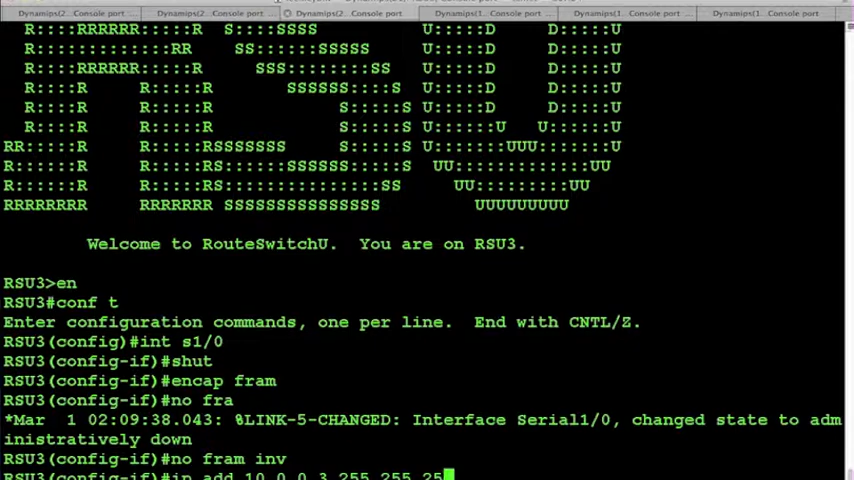 Dynamips(2... Console port ... Dynamips(2... Console port ... Dynamips(2... Console port... Dynamips(1... Console port ... Dynamips(1... Console port ... Dynamips(1... Console port
R::::RRRRRR:::::R S::::SSSS U:::::D D:::::U
R:::::::::::::RR SS::::::SSSSS U:::::D D:::::U
R::::RRRRRR:::::R SSS::::::::SS U:::::D D:::::U
R::::R R:::::R SSSSSS::::S U:::::D D:::::U
R::::R R:::::R S:::::S U:::::D D:::::U
R::::R R:::::R S:::::S U::::::U U::::::U
RR:::::R R:::::RSSSSSSS S:::::S U:::::::UUU:::::::U
R::::::R R:::::RS::::::SSSSSS:::::S UU:::::::::::::UU
R::::::R R:::::RS:::::::::::::::SS UU:::::::::UU
RRRRRRRR RRRRRRR SSSSSSSSSSSSSSS UUUUUUUUU
Welcome to RouteSwitchU. You are on RSU3.
RSU3>en
RSU3#conf t
Enter configuration commands, one per line. End with CNTL/Z.
RSU3(config)#int s1/0
RSU3(config-if)#shut
RSU3(config-if)#encap fram
RSU3(config-if)#no fra
*Mar 1 02:09:38.043: %LINK-5-CHANGED: Interface Serial1/0, changed state to adm
inistratively down
RSU3(config-if)#no fram inv
RSU3(config-if)#ip add 10.0.0.3 255.255.25